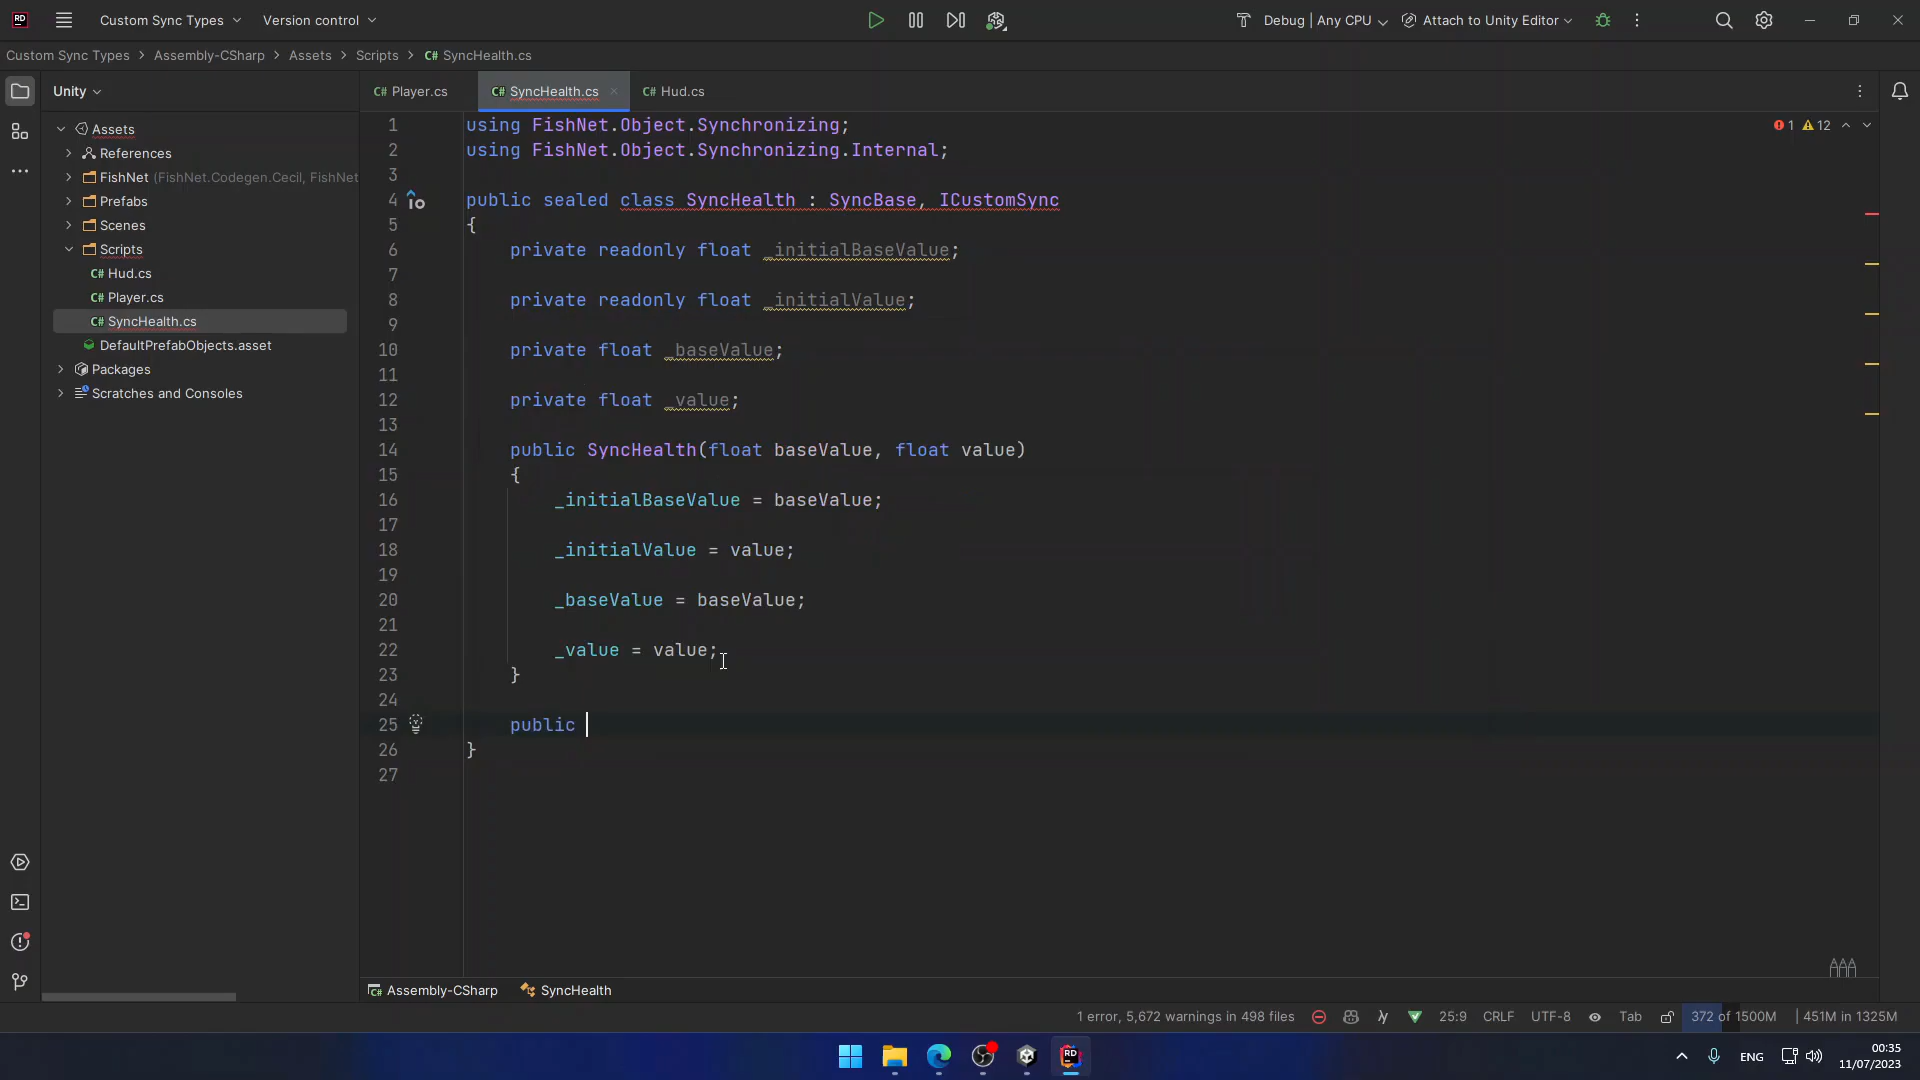 RD Custom Sync Types Version control Debug | Any CPU Attach to Unity Editor
Custom Sync Types Assembly-CSharp Assets Scripts C# SyncHealth.cs
Unity
C# Player.cs C# SyncHealth.cs C# Hud.cs
Assets
References
FishNet (FishNet.Codegen.Cecil, FishNet
Prefabs
Scenes
Scripts
C# Hud.cs
C# Player.cs
C# SyncHealth.cs
DefaultPrefabObjects.asset
Packages
Scratches and Consoles
1 12
1 using FishNet.Object.Synchronizing;
2 using FishNet.Object.Synchronizing.Internal;
3
4 public sealed class SyncHealth : SyncBase, ICustomSync
5 {
6 private readonly float _initialBaseValue;
7
8 private readonly float _initialValue;
9
10 private float _baseValue;
11
12 private float _value;
13
14 public SyncHealth(float baseValue, float value)
15 {
16 _initialBaseValue = baseValue;
17
18 _initialValue = value;
19
20 _baseValue = baseValue;
21
22 _value = value;
23 }
24
25 public
26 }
27
Assembly-CSharp SyncHealth
1 error, 5,672 warnings in 498 files 25:9 CRLF UTF-8 Tab 372 of 1500M 451M in 1325M
RD ENG 00:35
11/07/2023